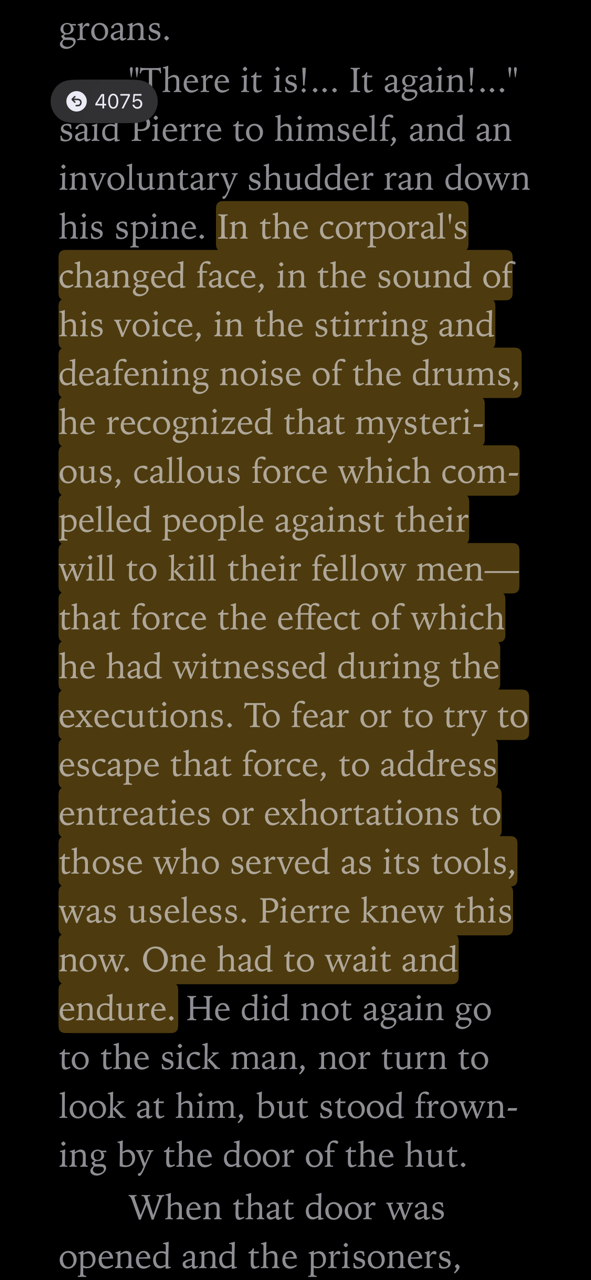 groans.
"There it is!... It again!..."
4075
said Pierre to himself, and an
involuntary shudder ran down
his spine. In the corporal's
changed face, in the sound of
his voice, in the stirring and
deafening noise of the drums,
he recognized that mysteri-
ous, callous force which com-
pelled people against their
will to kill their fellow men—
that force the effect of which
he had witnessed during the
executions. To fear or to try to
escape that force, to address
entreaties or exhortations to
those who served as its tools,
was useless. Pierre knew this
now. One had to wait and
endure. He did not again go
to the sick man, nor turn to
look at him, but stood frown-
ing by the door of the hut.
When that door was
opened and the prisoners,